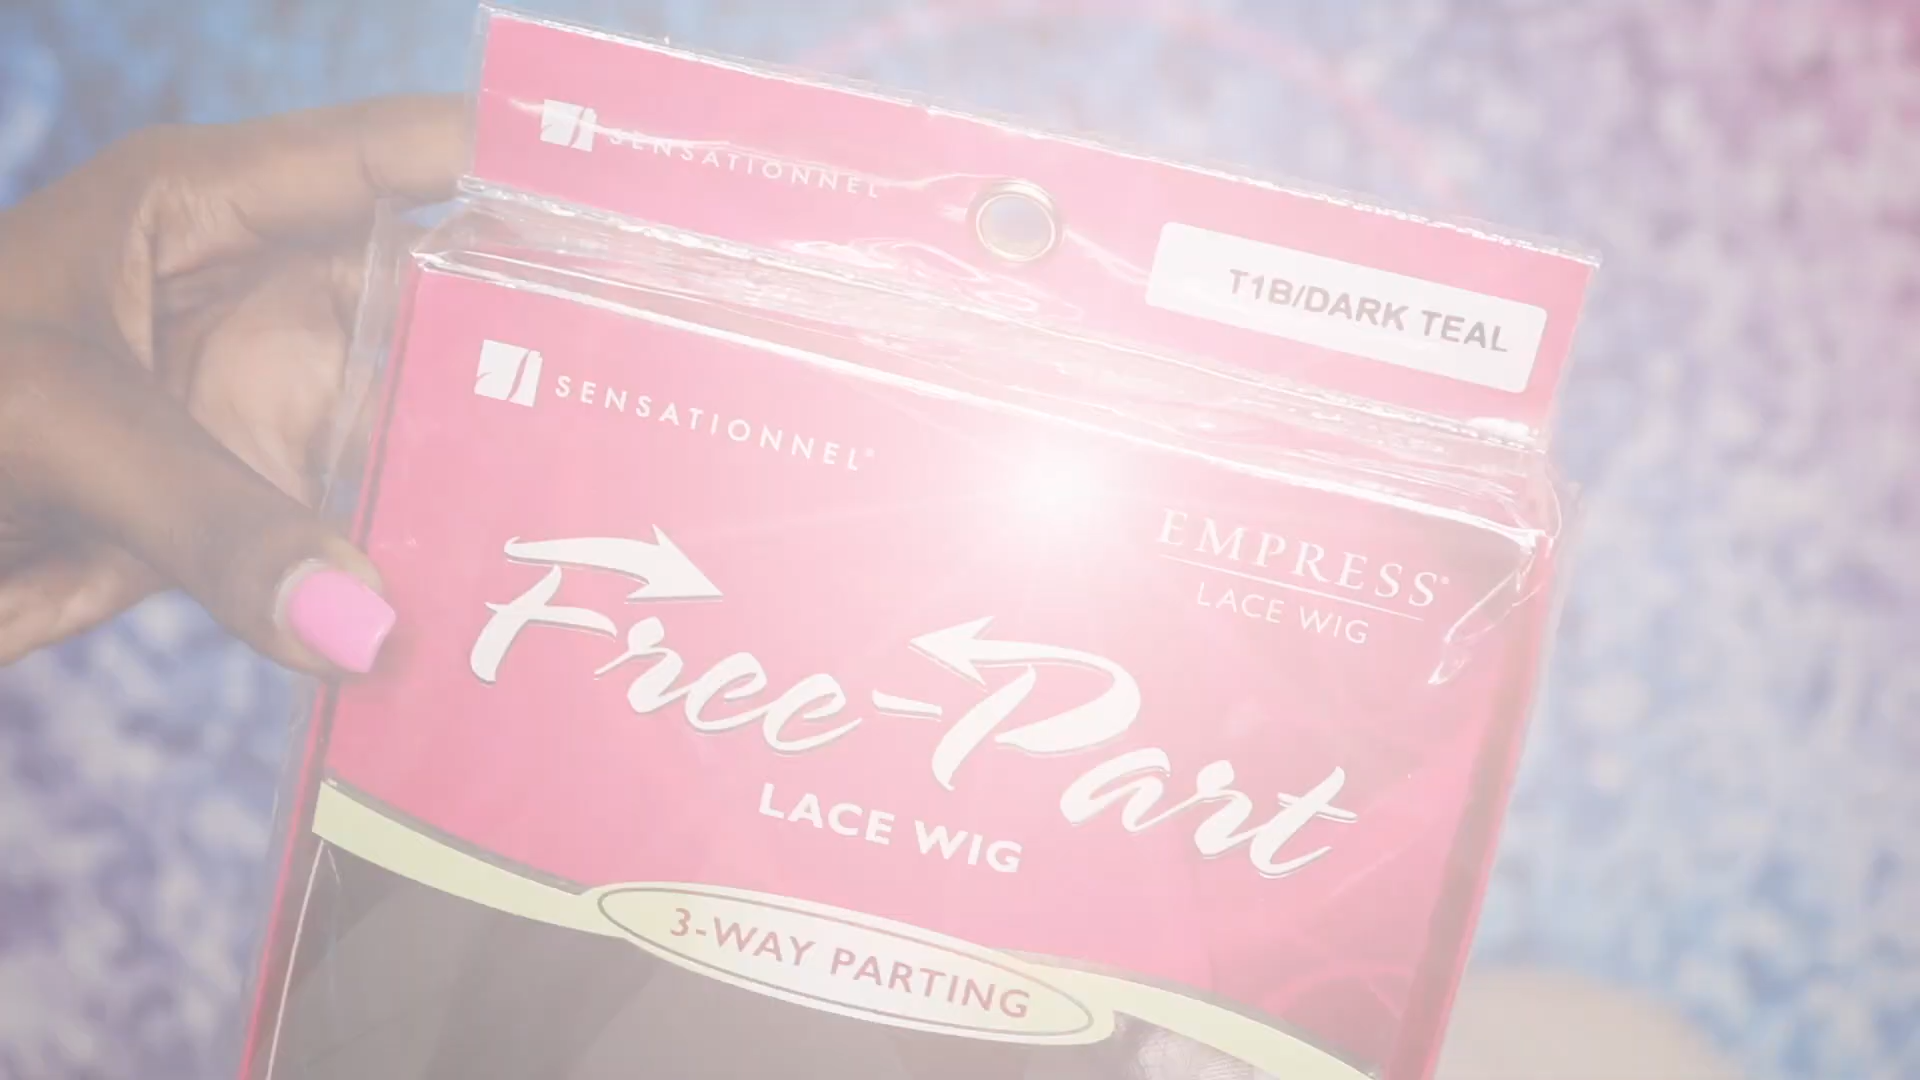 SENSATIONNEL
T1B/DARK TEAL
SENSATIONNEL®
EMPRESS®
LACE WIG
Free-Part
LACE WIG
3-WAY PARTING